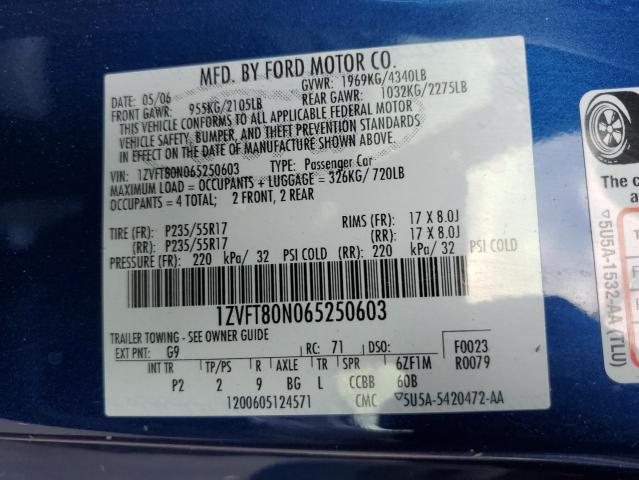 MFD. BY FORD MOTOR CO.
DATE 05/06 GVWR: 1969KG/4340LB
FRONT GAWR: 955KG/2105LB REAR GAWR: 1032KG/2275LB
THIS VEHICLE CONFORMS TO ALL APPLICABLE FEDERAL MOTOR
VEHICLE SAFETY, BUMPER, AND THEFT PREVENTION STANDARDS
IN EFFECT ON THE DATE OF MANUFACTURE SHOWN ABOVE.
VIN: 1ZVFT80N065250603 TYPE: Passenger Car
MAXIMUM LOAD = OCCUPANTS + LUGGAGE = 326KG/720LB
OCCUPANTS = 4 TOTAL; 2 FRONT, 2 REAR
TIRE (FR): P235/55R17 RIMS (FR): 17 X 8.0J
(RR): P235/55R17 (RR): 17 X 8.0J
PRESSURE (FR): 220 kPa/ 32 PSI COLD (RR): 220 kPa/ 32 PSI COLD
1ZVFT80N065250603
TRAILER TOWING - SEE OWNER GUIDE
EXT PNT: G9 RC: 71 DSO: F0023
INT TR TP/PS R AXLE TR SPR 6ZF1M R0079
P2 2 9 BG L CCBB 60B
1200605124571 CMC ▽5U5A-5420472-AA
The c
a
▽5U5A-1532-AA (TLU)